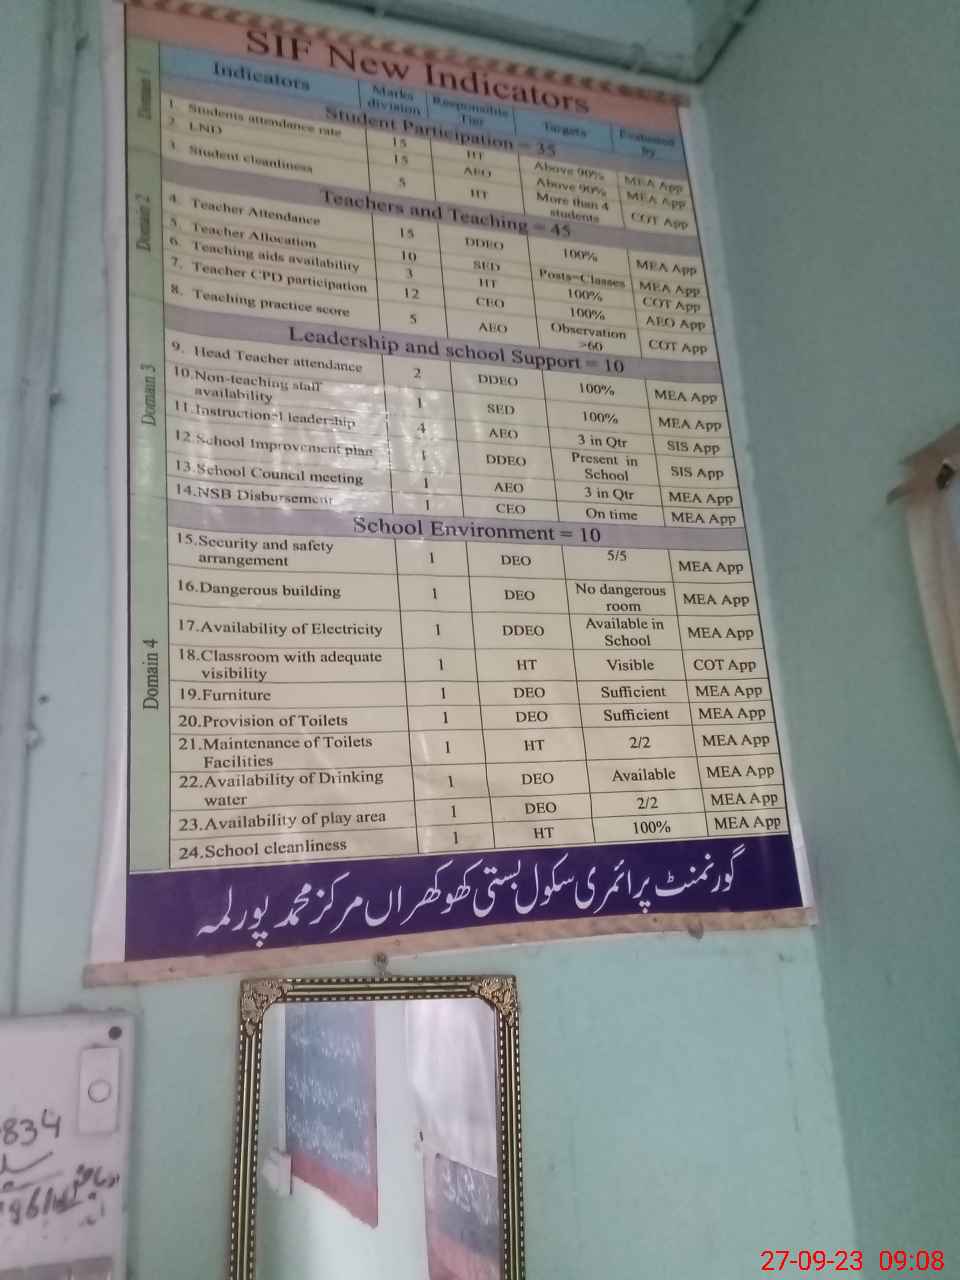 SIF New Indicators
Indicators Marks division Responsible Tier Targets Evaluated by
Domain 1
Student Participation = 35
1. Students attendance rate 15 HT Above 90% MEA App
2. LND 15 AEO Above 90% MEA App
3. Student cleanliness 5 HT More than 4 students COT App
Domain 2
Teachers and Teaching = 45
4. Teacher Attendance 15 DDEO 100% MEA App
5. Teacher Allocation 10 SED Posts=Classes MEA App
6. Teaching aids availability 3 HT 100% COT App
7. Teacher CPD participation 12 CEO 100% AEO App
8. Teaching practice score 5 AEO Observation >60 COT App
Domain 3
Leadership and school Support = 10
9. Head Teacher attendance 2 DDEO 100% MEA App
10.Non-teaching staff availability 1 SED 100% MEA App
11.Instructional leadership 4 AEO 3 in Qtr SIS App
12.School Improvement plan 1 DDEO Present in School SIS App
13.School Council meeting 1 AEO 3 in Qtr MEA App
14.NSB Disbursement 1 CEO On time MEA App
Domain 4
School Environment = 10
15.Security and safety arrangement 1 DEO 5/5 MEA App
16.Dangerous building 1 DEO No dangerous room MEA App
17.Availability of Electricity 1 DDEO Available in School MEA App
18.Classroom with adequate visibility 1 HT Visible COT App
19.Furniture 1 DEO Sufficient MEA App
20.Provision of Toilets 1 DEO Sufficient MEA App
21.Maintenance of Toilets Facilities 1 HT 2/2 MEA App
22.Availability of Drinking water 1 DEO Available MEA App
23.Availability of play area 1 DEO 2/2 MEA App
24.School cleanliness 1 HT 100% MEA App
گورنمنٹ پرائمری سکول بستی کھوکھراں مرکز محمد پور لمہ
834
27-09-23 09:08